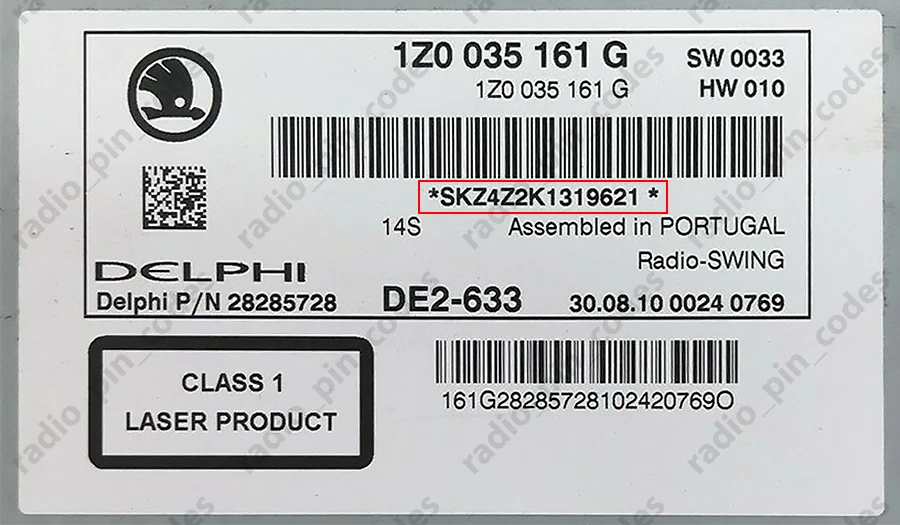 1Z0 035 161 G
SW 0033
1Z0 035 161 G
HW 010
*SKZ4Z2K1319621 *
14S
Assembled in PORTUGAL
Radio-SWING
DELPHI
Delphi P/N 28285728
DE2-633
30.08.10 0024 0769
CLASS 1
LASER PRODUCT
161G28285728102420769O
radio_pin_codes